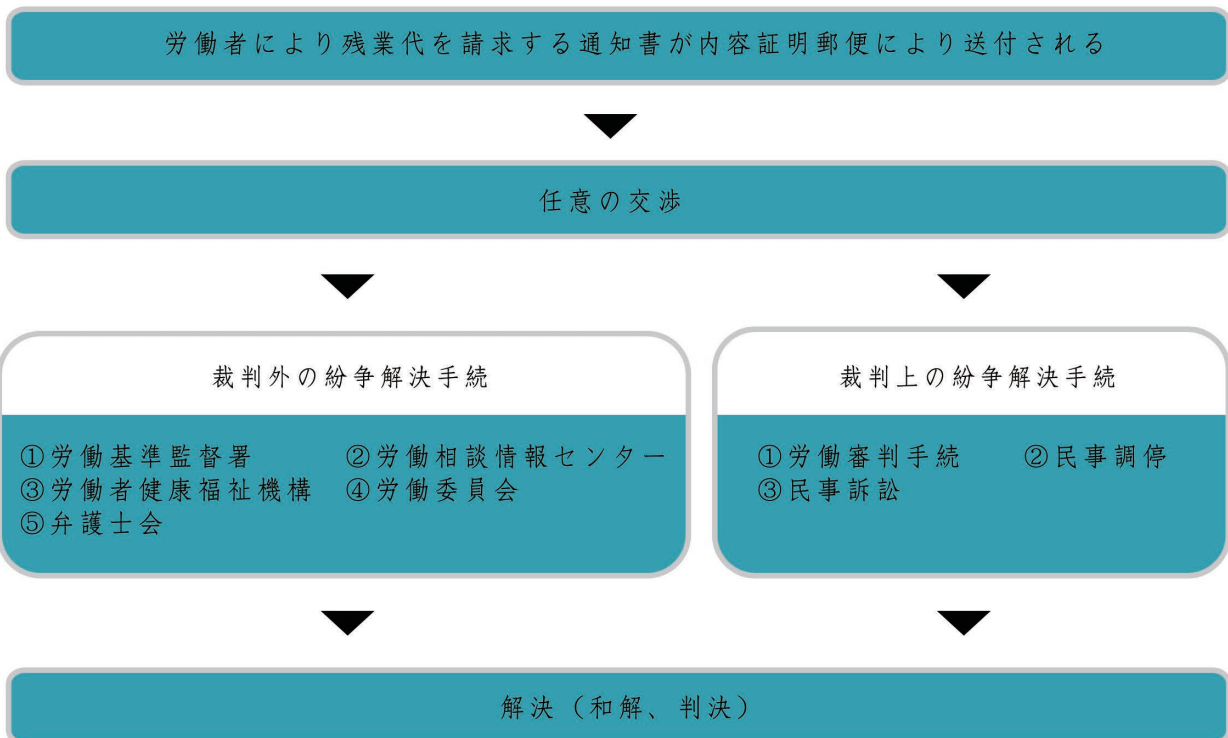 労働者により残業代を請求する通知書が内容証明郵便により送付される
任意の交渉
裁判外の紛争解決手続
①労働基準監督署 ②労働相談情報センター
③労働者健康福祉機構 ④労働委員会
⑤弁護士会
裁判上の紛争解決手続
①労働審判手続 ②民事調停
③民事訴訟
解決（和解、判決）